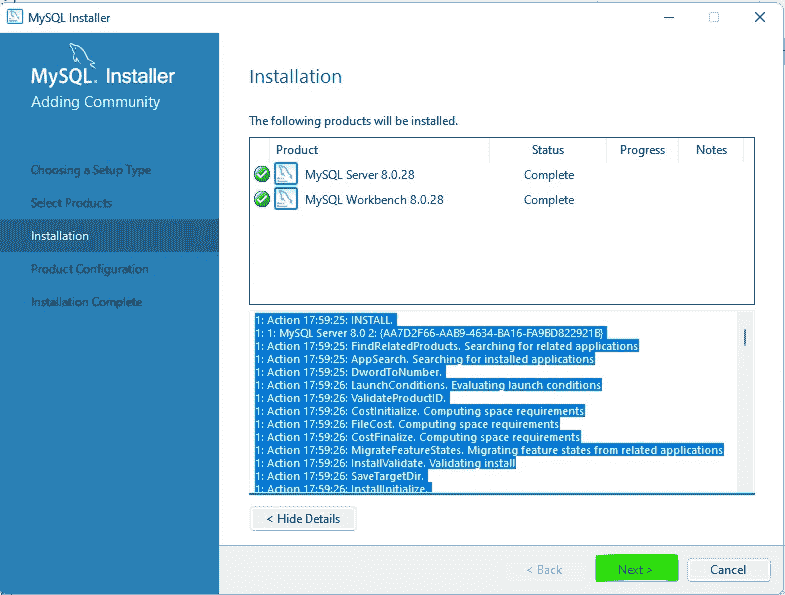 MySQL Installer
MySQL. Installer
Adding Community
Choosing a Setup Type
Select Products
Installation
Product Configuration
Installation Complete
Installation
The following products will be installed.
Product Status Progress Notes
MySQL Server 8.0.28 Complete
MySQL Workbench 8.0.28 Complete
1: Action 17:59:25: INSTALL.
1: 1: MySQL Server 8.0 2: {AA7D2F66-AAB9-4634-BA16-FA9BD822921B}
1: Action 17:59:25: FindRelatedProducts. Searching for related applications
1: Action 17:59:25: AppSearch. Searching for installed applications
1: Action 17:59:25: DwordToNumber.
1: Action 17:59:26: LaunchConditions. Evaluating launch conditions
1: Action 17:59:26: ValidateProductID.
1: Action 17:59:26: CostInitialize. Computing space requirements
1: Action 17:59:26: FileCost. Computing space requirements
1: Action 17:59:26: CostFinalize. Computing space requirements
1: Action 17:59:26: MigrateFeatureStates. Migrating feature states from related applications
1: Action 17:59:26: InstallValidate. Validating install
1: Action 17:59:26: SaveTargetDir.
1: Action 17:59:26: InstallInitialize.
< Hide Details
< Back
Next >
Cancel